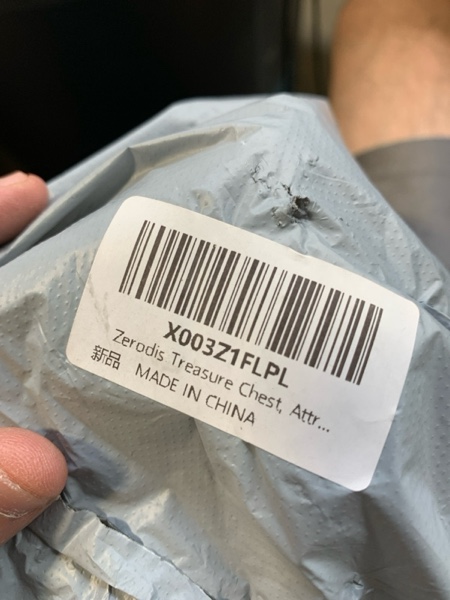 X003Z1FLPL
Zerodis Treasure Chest, Attr...
新品 MADE IN CHINA